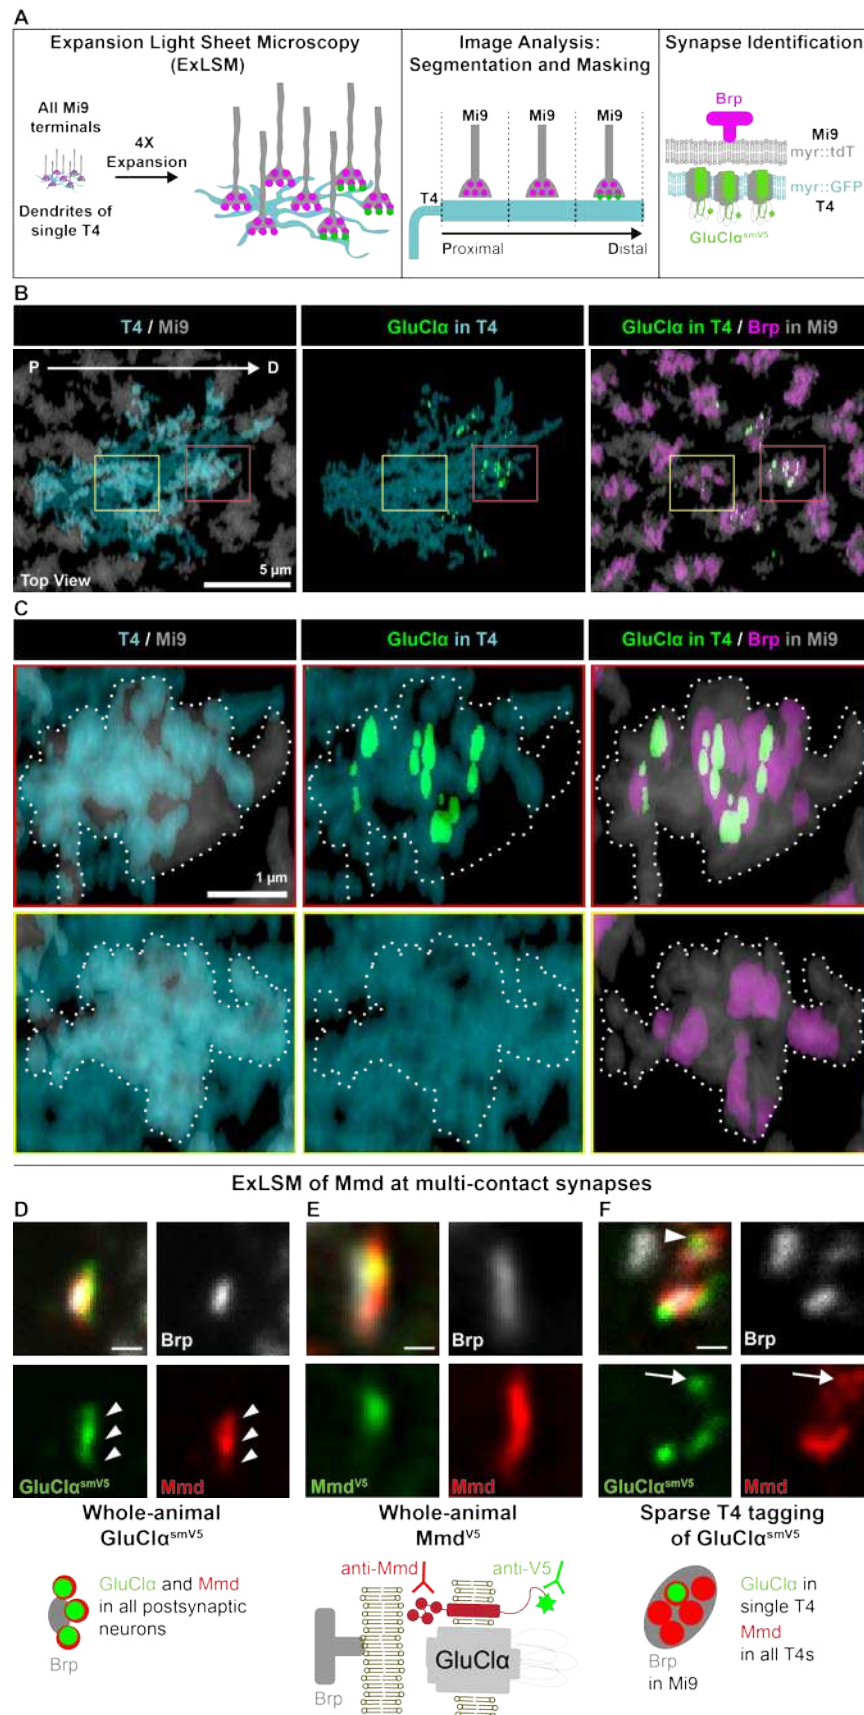 A
Expansion Light Sheet Microscopy
(ExLSM)
Image Analysis:
Segmentation and Masking
Synapse Identification
All Mi9
terminals
4X
Expansion
Dendrites of
single T4
Mi9
Mi9
Mi9
T4
Proximal
Distal
Brp
Mi9
myr::tdT
myr::GFP
T4
GluClα^smV5
B
T4 / Mi9
GluClα in T4
GluClα in T4 / Brp in Mi9
P
D
Top View
5 µm
C
T4 / Mi9
GluClα in T4
GluClα in T4 / Brp in Mi9
1 µm
ExLSM of Mmd at multi-contact synapses
D
E
F
Brp
Brp
Brp
GluClα^smV5
Mmd
Mmd^V5
Mmd
GluClα^smV5
Mmd
Whole-animal
GluClα^smV5
Whole-animal
Mmd^V5
Sparse T4 tagging
of GluClα^smV5
GluClα and Mmd
in all postsynaptic
neurons
Brp
anti-Mmd
anti-V5
GluClα
Brp
GluClα in
single T4
Mmd
in all T4s
Brp
in Mi9